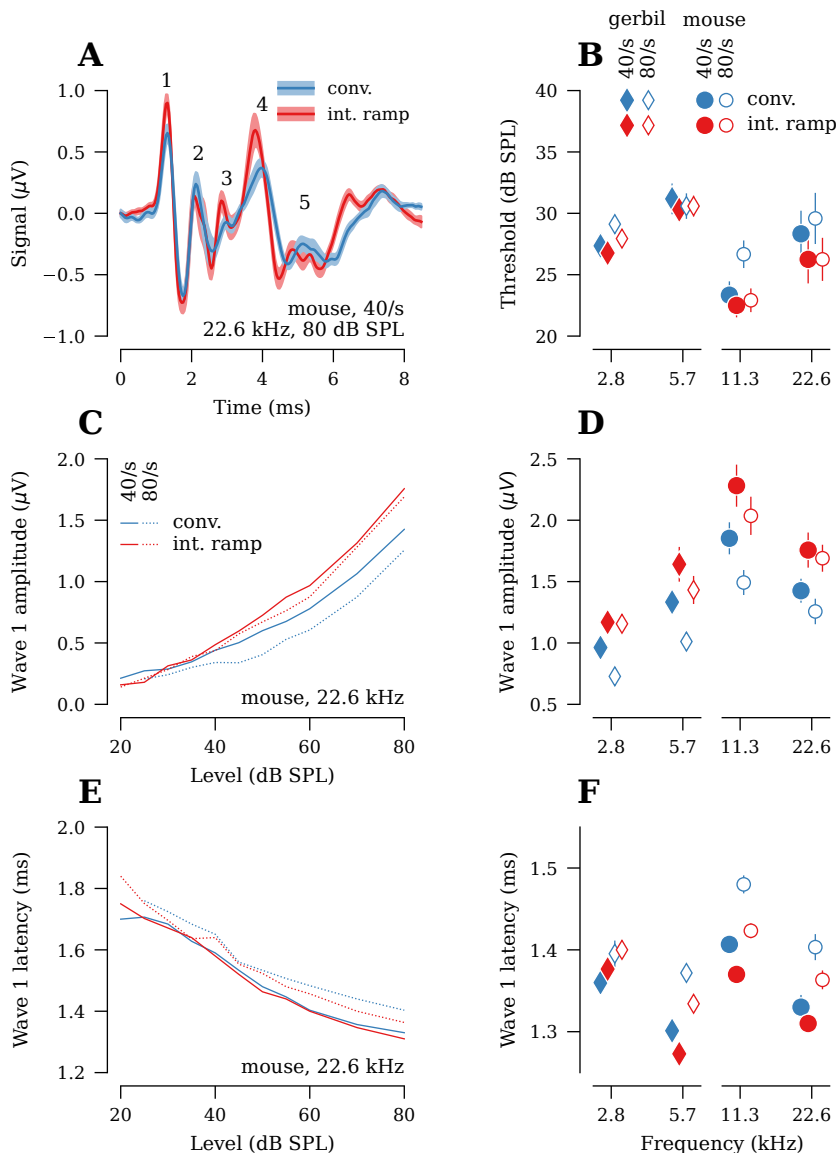 A
B
gerbil
mouse
40/s
80/s
40/s
80/s
conv.
int. ramp
conv.
int. ramp
1
2
3
4
5
1.0
0.5
0.0
−0.5
−1.0
Signal (μV)
mouse, 40/s
22.6 kHz, 80 dB SPL
0
2
4
6
8
Time (ms)
40
35
30
25
20
Threshold (dB SPL)
2.8
5.7
11.3
22.6
C
D
40/s
80/s
conv.
int. ramp
2.0
1.5
1.0
0.5
0.0
Wave 1 amplitude (μV)
mouse, 22.6 kHz
20
40
60
80
Level (dB SPL)
2.5
2.0
1.5
1.0
0.5
Wave 1 amplitude (μV)
2.8
5.7
11.3
22.6
E
F
2.0
1.8
1.6
1.4
1.2
Wave 1 latency (ms)
mouse, 22.6 kHz
20
40
60
80
Level (dB SPL)
1.5
1.4
1.3
Wave 1 latency (ms)
2.8
5.7
11.3
22.6
Frequency (kHz)